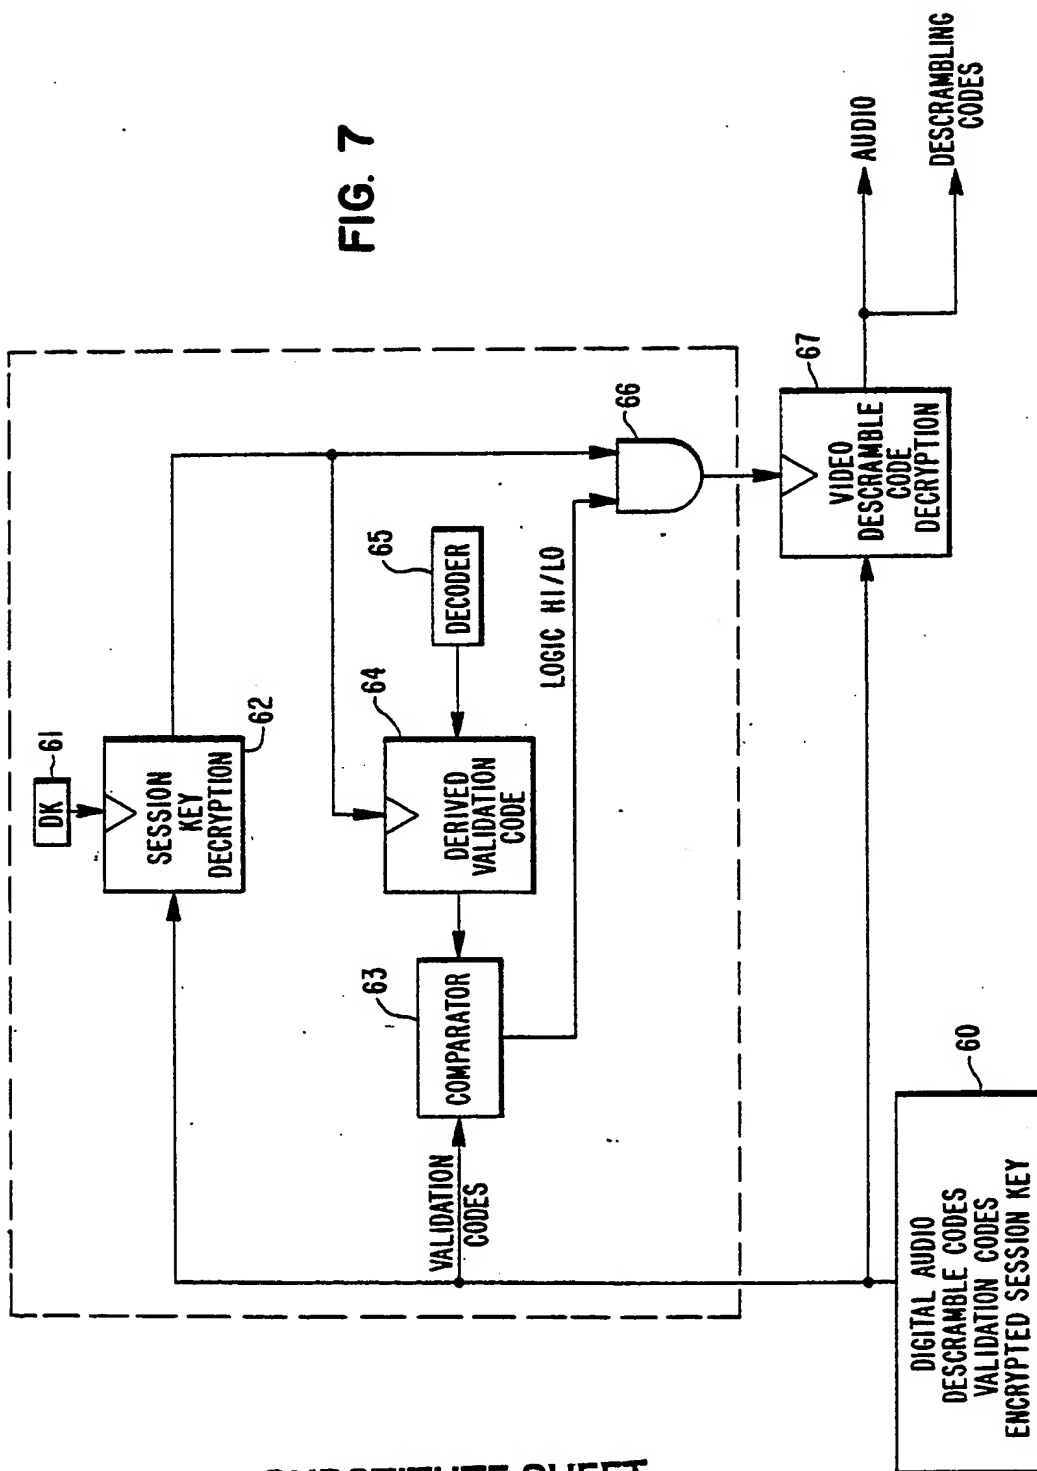 FIG. 7
DK
61
SESSION
KEY
DECRYPTION
62
VALIDATION
CODES
COMPARATOR
63
DERIVED
VALIDATION
CODE
64
DECODER
65
LOGIC HI/LO
66
DIGITAL AUDIO
DESCRAMBLE CODES
VALIDATION CODES
ENCRYPTED SESSION KEY
60
VIDEO
DESCRAMBLE
CODE
DECRYPTION
67
AUDIO
DESCRAMBLING
CODES
SUBSTITUTE SHEET